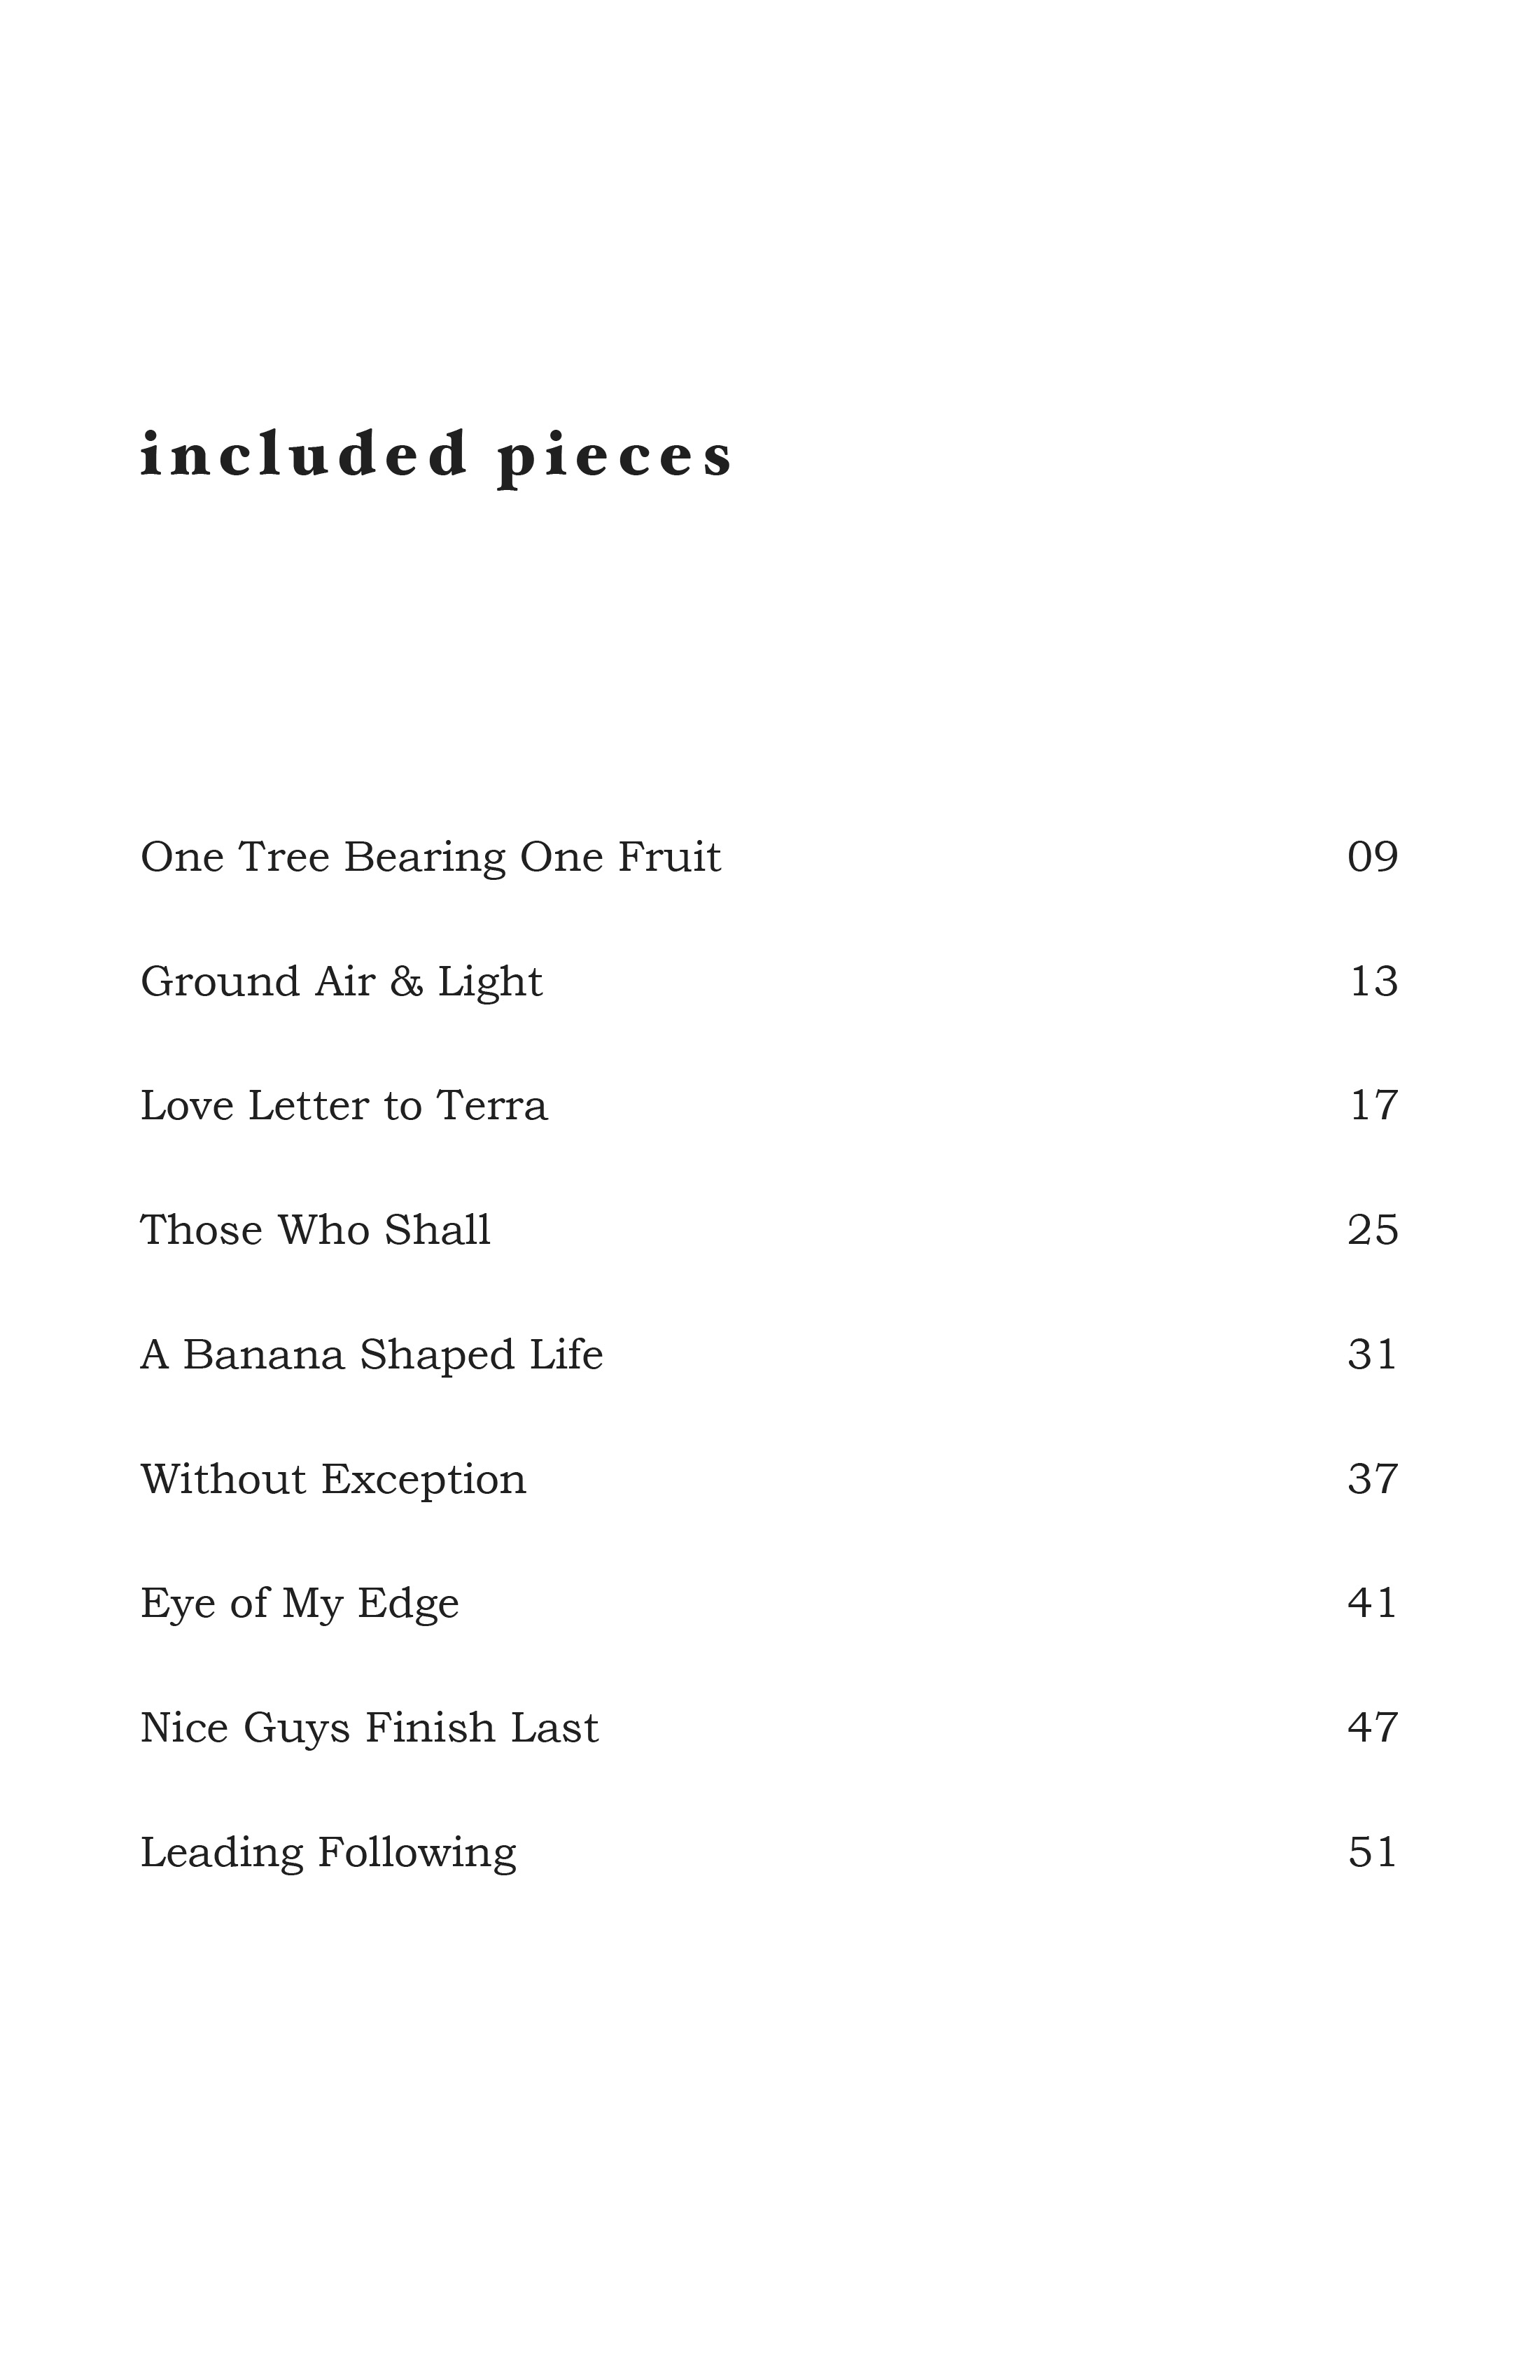 included pieces
One Tree Bearing One Fruit 09
Ground Air & Light 13
Love Letter to Terra 17
Those Who Shall 25
A Banana Shaped Life 31
Without Exception 37
Eye of My Edge 41
Nice Guys Finish Last 47
Leading Following 51